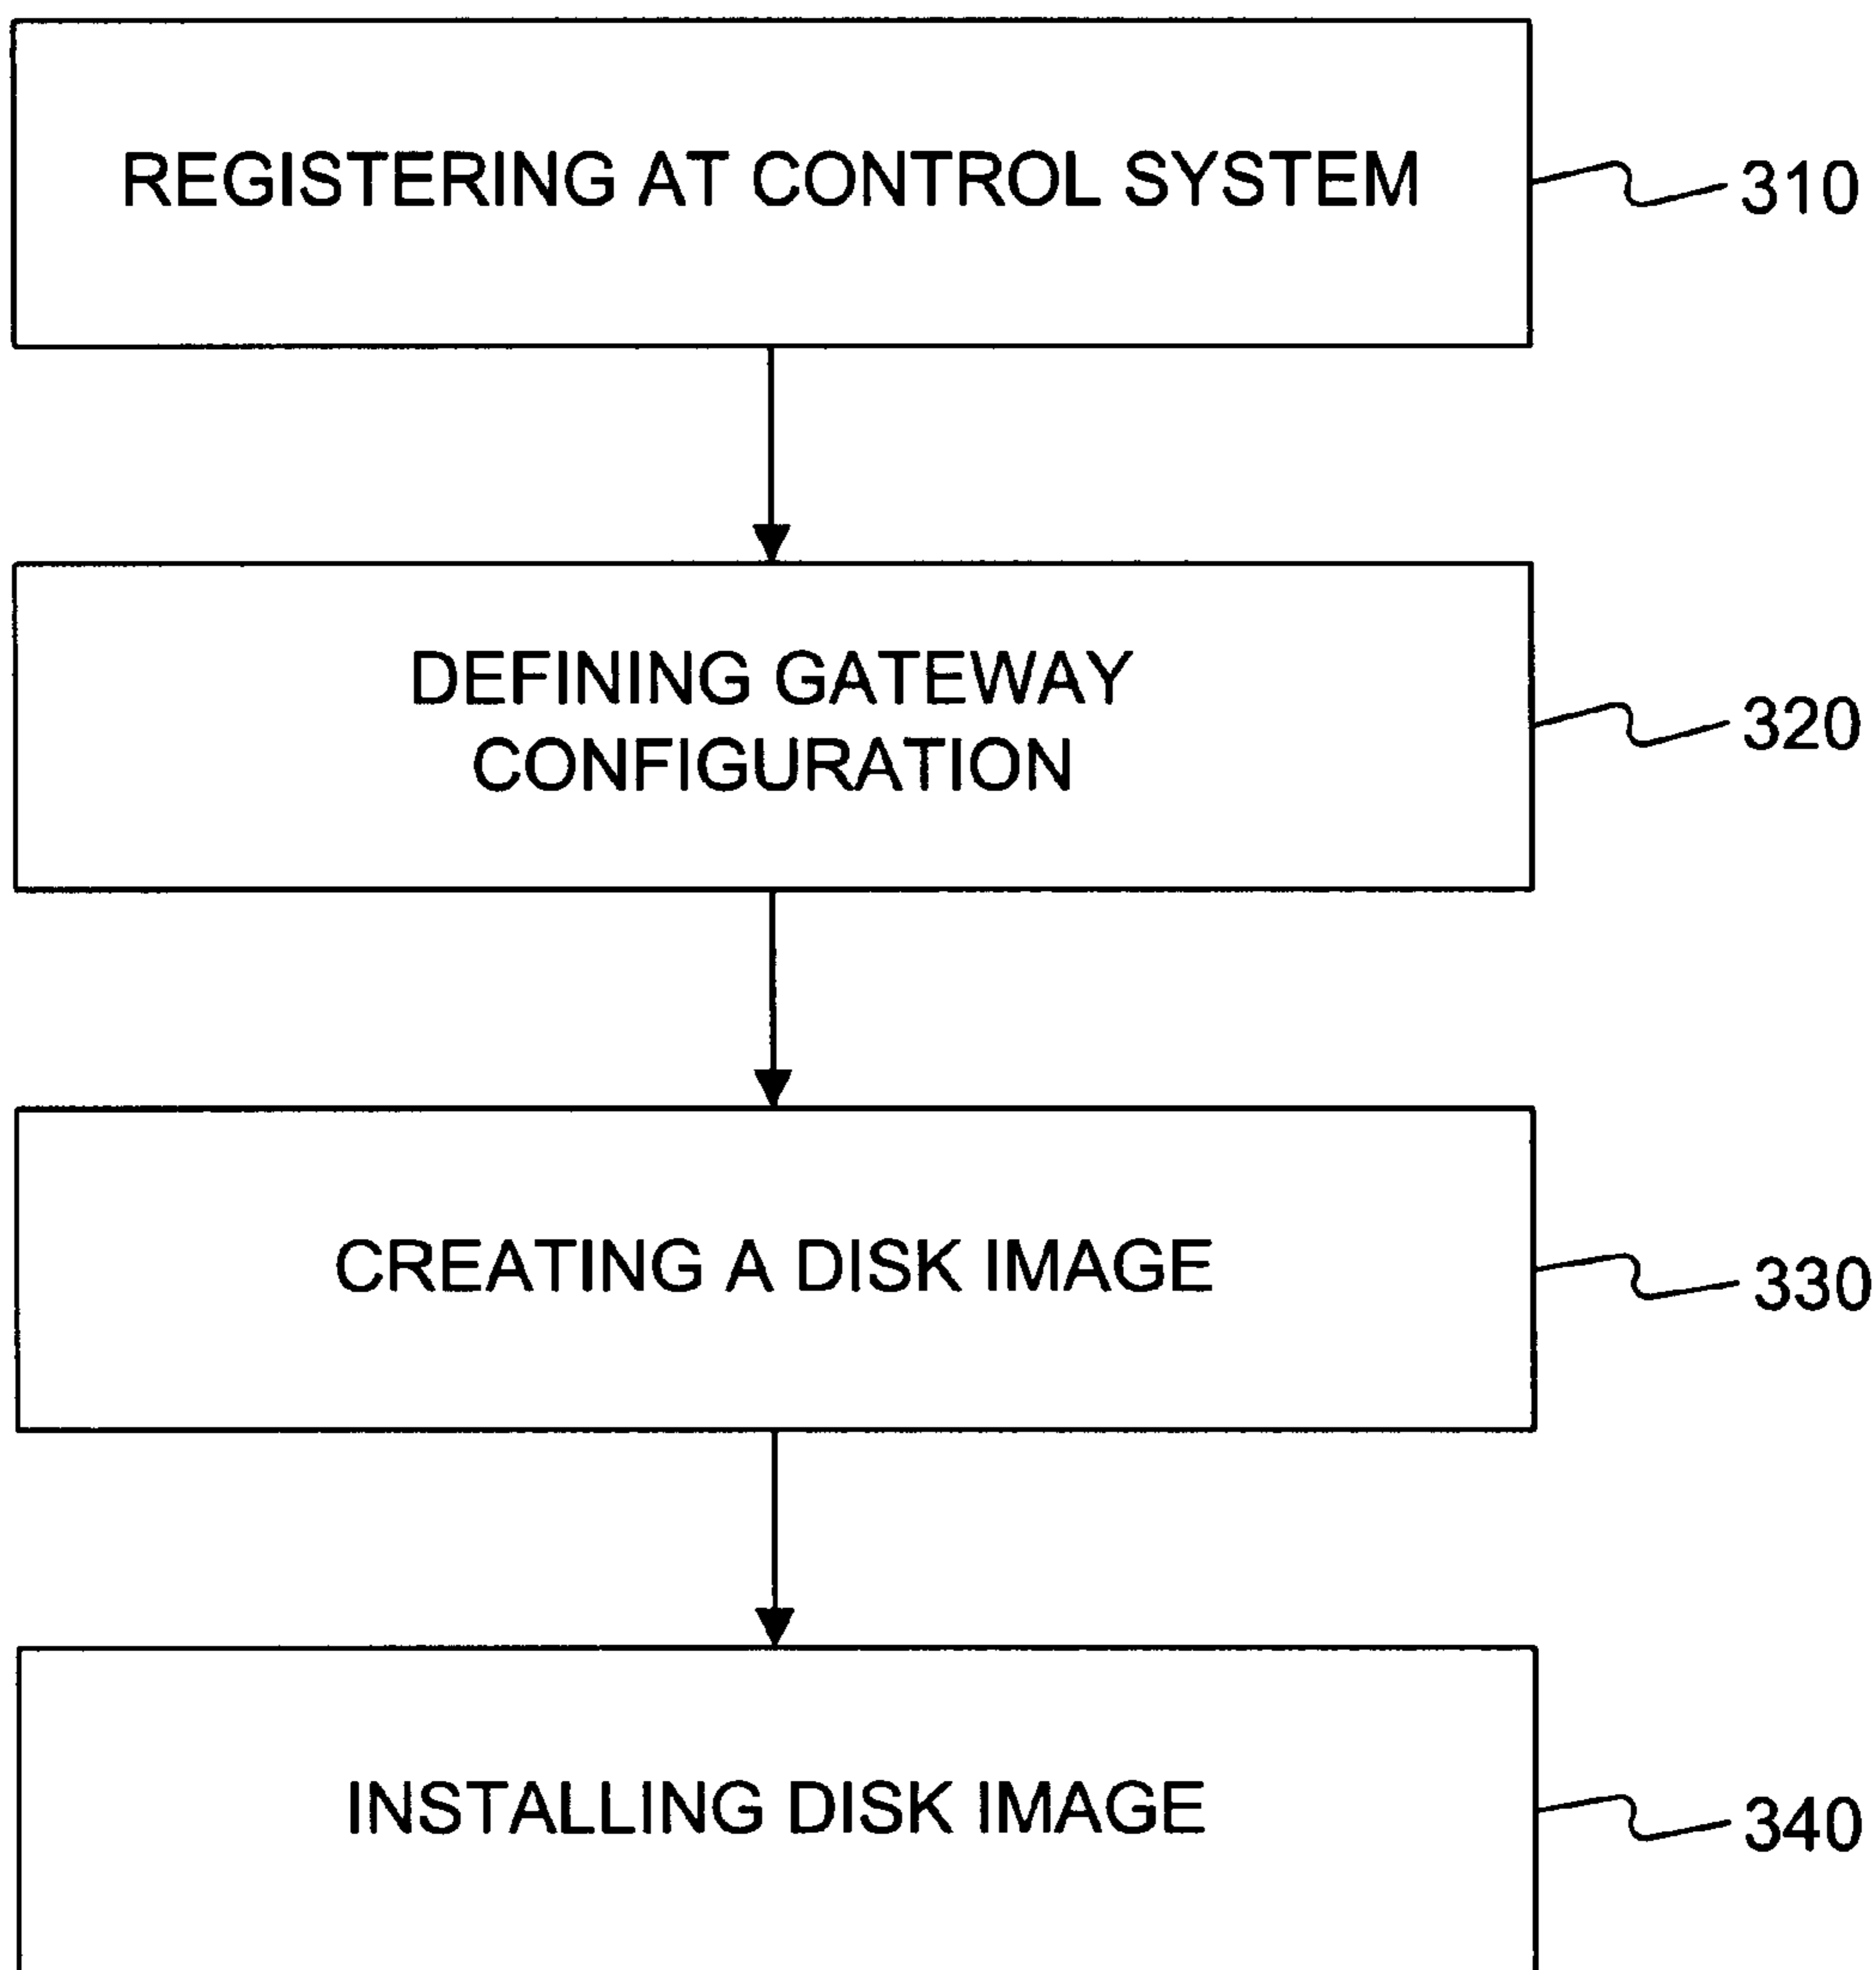 REGISTERING AT CONTROL SYSTEM
310
DEFINING GATEWAY
CONFIGURATION
320
CREATING A DISK IMAGE
330
INSTALLING DISK IMAGE
340